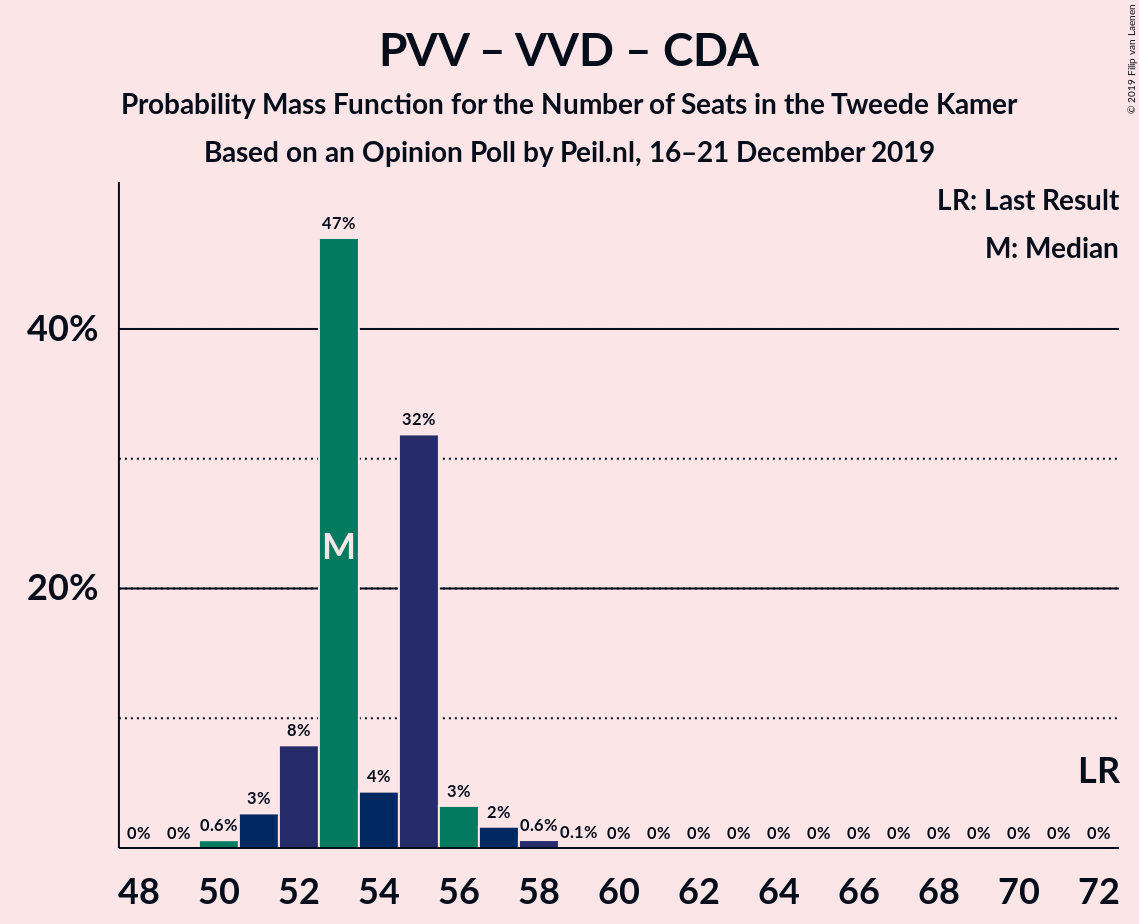 PVV – VVD – CDA
Probability Mass Function for the Number of Seats in the Tweede Kamer
Based on an Opinion Poll by Peil.nl, 16–21 December 2019
© 2019 Filip van Laenen
LR: Last Result
M: Median
47%
40%
32%
M
20%
8%
LR
4%
3%
3%
2%
0% 0% 0.6% 0.6% 0.1% 0% 0% 0% 0% 0% 0% 0% 0% 0% 0% 0% 0% 0%
48 50 52 54 56 58 60 62 64 66 68 70 72